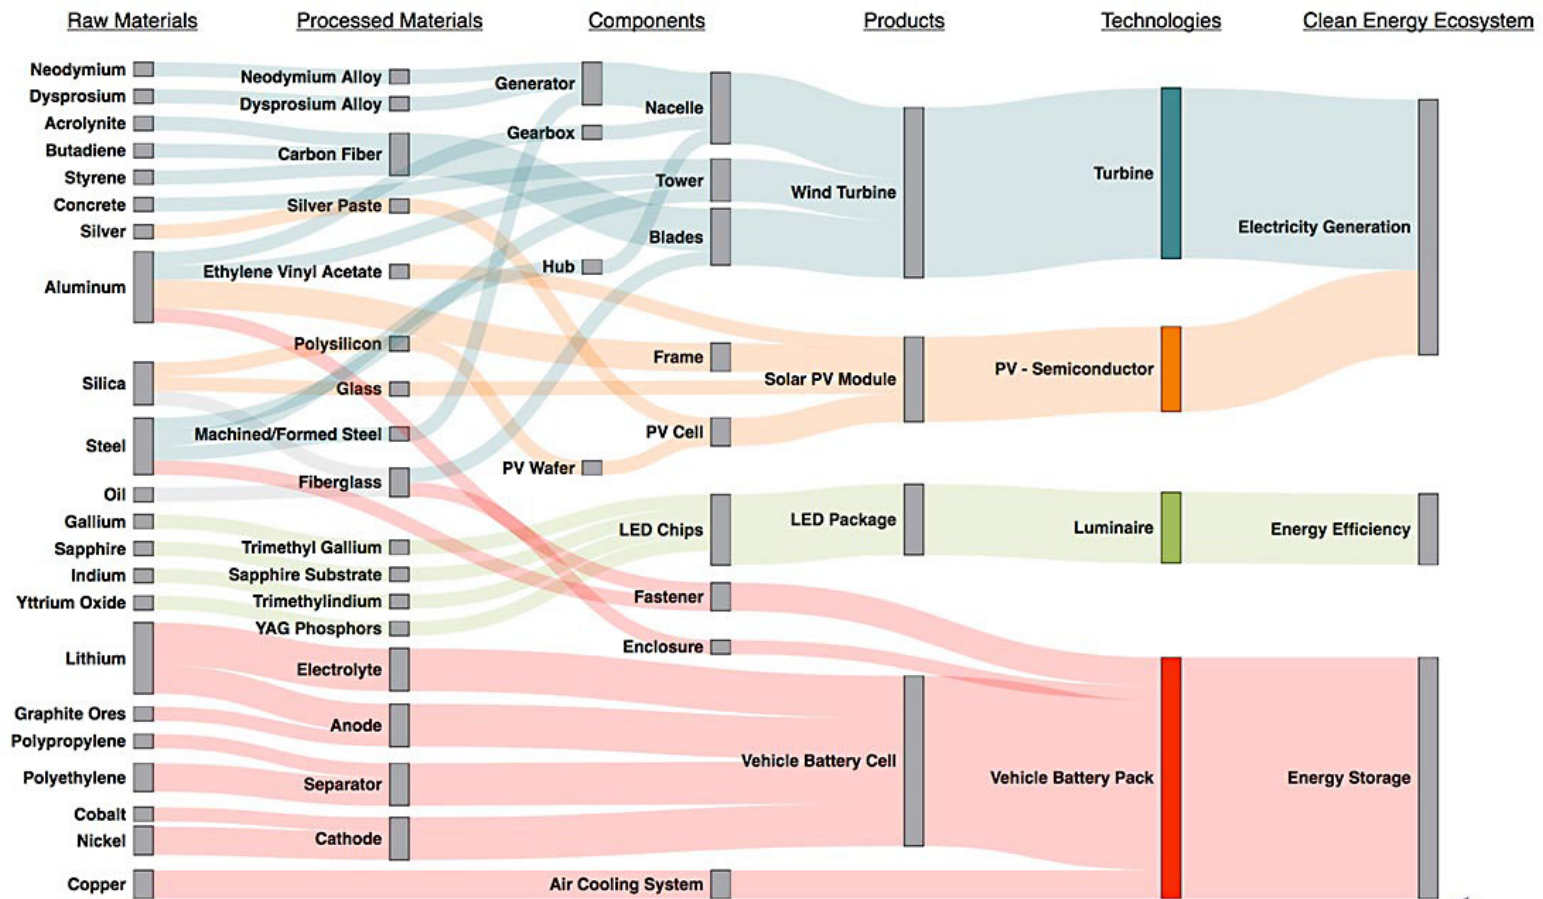 Raw Materials
Processed Materials
Components
Products
Technologies
Clean Energy Ecosystem
Neodymium
Dysprosium
Acrolynite
Butadiene
Styrene
Concrete
Silver
Aluminum
Silica
Steel
Oil
Gallium
Sapphire
Indium
Yttrium Oxide
Lithium
Graphite Ores
Polypropylene
Polyethylene
Cobalt
Nickel
Copper
Neodymium Alloy
Dysprosium Alloy
Carbon Fiber
Silver Paste
Ethylene Vinyl Acetate
Polysilicon
Glass
Machined/Formed Steel
Fiberglass
Trimethyl Gallium
Sapphire Substrate
Trimethylindium
YAG Phosphors
Electrolyte
Anode
Separator
Cathode
Generator
Gearbox
Hub
PV Wafer
Nacelle
Tower
Blades
Frame
PV Cell
LED Chips
Fastener
Enclosure
Air Cooling System
Wind Turbine
Solar PV Module
LED Package
Vehicle Battery Cell
Turbine
PV - Semiconductor
Luminaire
Vehicle Battery Pack
Electricity Generation
Energy Efficiency
Energy Storage